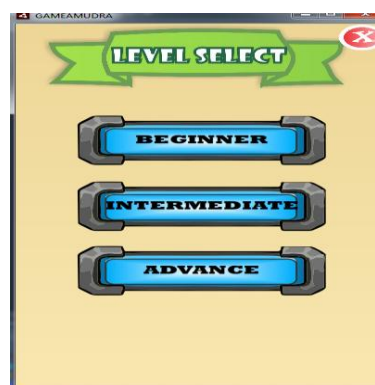 GAMEAMUDRA
LEVEL SELECT
X
BEGINNER
INTERMEDIATE
ADVANCE